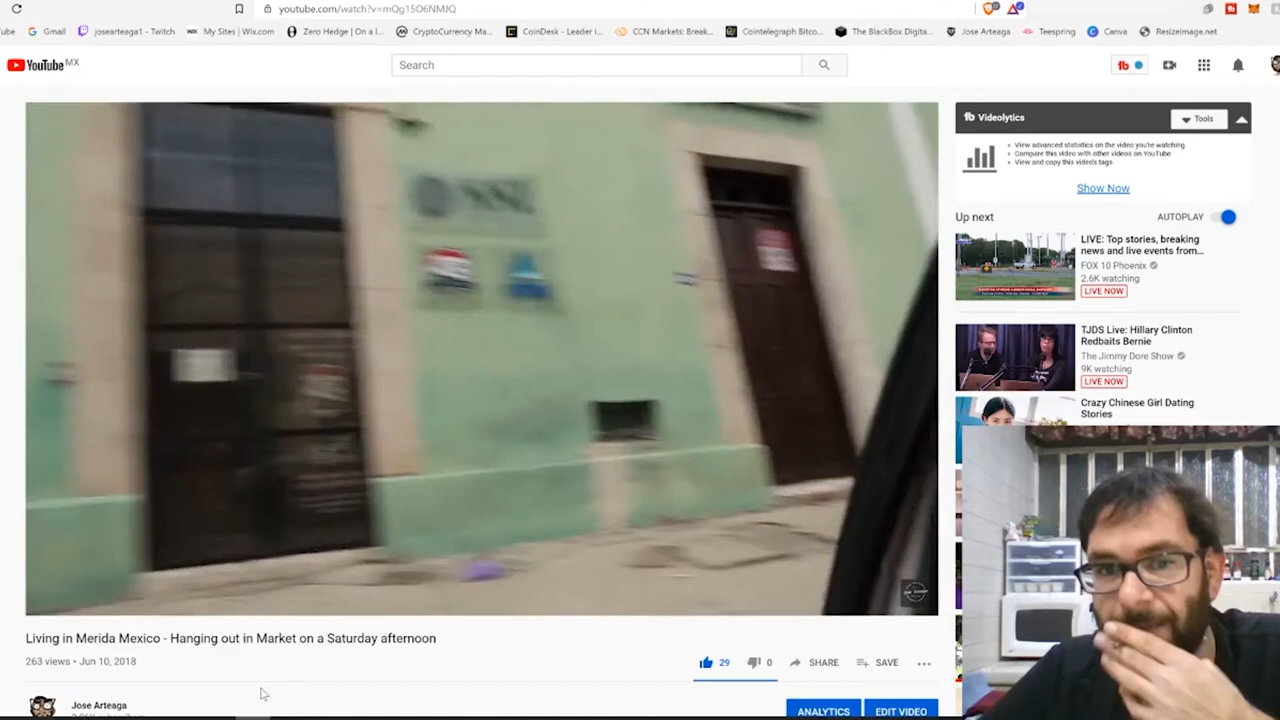 youtube.com/watch?v=mQg15O6NMJQ
ube
Gmail
josearteaga1 - Twitch
My Sites | Wix.com
Zero Hedge | On a l...
CryptoCurrency Ma...
CoinDesk - Leader i...
CCN Markets: Break...
Cointelegraph Bitco...
The BlackBox Digita...
Jose Arteaga
Teespring
Canva
Resizeimage.net
YouTube MX
Search
tb
tb Videolytics
Tools
View advanced statistics on the video you're watching
Compare this video with other videos on YouTube
View and copy this video's tags
Show Now
Up next
AUTOPLAY
LIVE: Top stories, breaking
news and live events from...
FOX 10 Phoenix
2.6K watching
LIVE NOW
TJDS Live: Hillary Clinton
Redbaits Bernie
The Jimmy Dore Show
9K watching
LIVE NOW
Crazy Chinese Girl Dating
Stories
Living in Merida Mexico - Hanging out in Market on a Saturday afternoon
263 views • Jun 10, 2018
29
0
SHARE
SAVE
Jose Arteaga
ANALYTICS
EDIT VIDEO